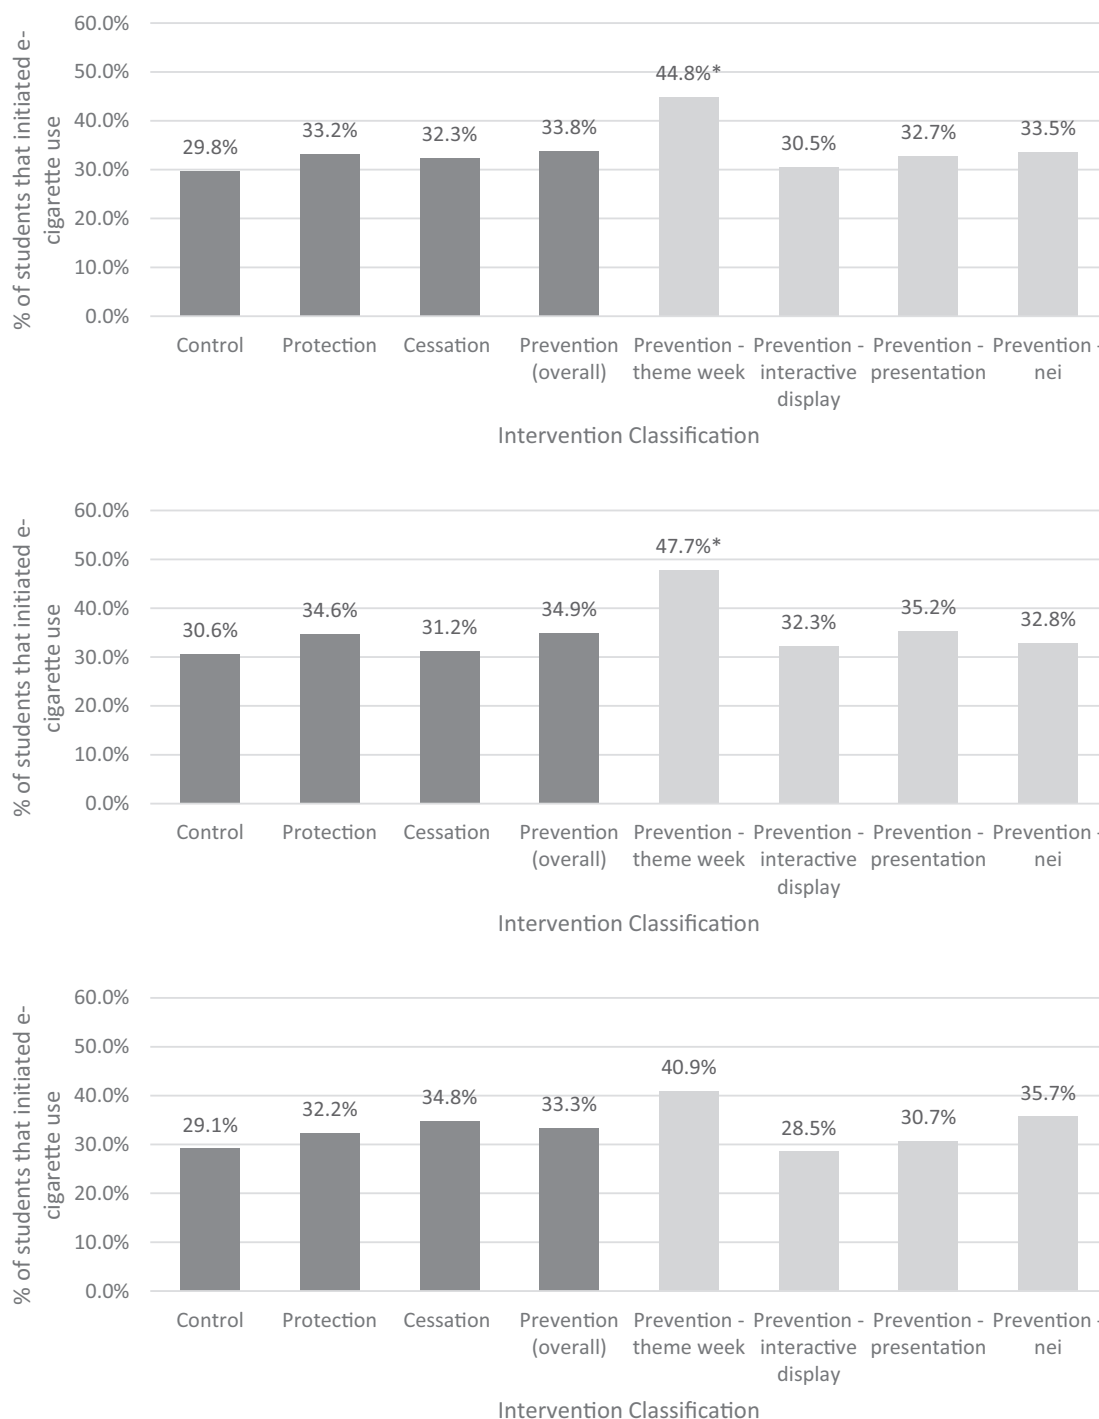 % of students that initiated e-
cigarette use
60.0%
50.0%
40.0%
30.0%
20.0%
10.0%
0.0%
29.8%
33.2%
32.3%
33.8%
44.8%*
30.5%
32.7%
33.5%
Control
Protection
Cessation
Prevention
(overall)
Prevention -
theme week
Prevention -
interactive
display
Prevention -
presentation
Prevention -
nei
Intervention Classification
% of students that initiated e-
cigarette use
60.0%
50.0%
40.0%
30.0%
20.0%
10.0%
0.0%
30.6%
34.6%
31.2%
34.9%
47.7%*
32.3%
35.2%
32.8%
Control
Protection
Cessation
Prevention
(overall)
Prevention -
theme week
Prevention -
interactive
display
Prevention -
presentation
Prevention -
nei
Intervention Classification
% of students that initiated e-
cigarette use
60.0%
50.0%
40.0%
30.0%
20.0%
10.0%
0.0%
29.1%
32.2%
34.8%
33.3%
40.9%
28.5%
30.7%
35.7%
Control
Protection
Cessation
Prevention
(overall)
Prevention -
theme week
Prevention -
interactive
display
Prevention -
presentation
Prevention -
nei
Intervention Classification